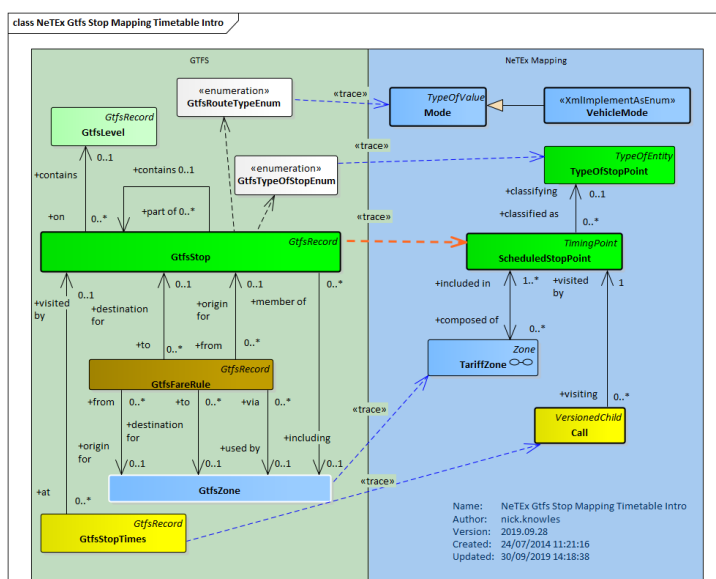 class NeTEx Gtfs Stop Mapping Timetable Intro
GTFS
NeTEx Mapping
«enumeration»
GtfsRouteTypeEnum
«trace»
TypeOfValue
Mode
«XmlImplementAsEnum»
VehicleMode
GtfsRecord
GtfsLevel
0..1
+contains
+on
0..*
+contains 0..1
+part of 0..*
«enumeration»
GtfsTypeOfStopEnum
«trace»
TypeOfEntity
TypeOfStopPoint
+classifying
0..1
+classified as
0..*
GtfsRecord
GtfsStop
«trace»
TimingPoint
ScheduledStopPoint
+visited
by
0..1
+destination
for
0..1
+origin
for
0..1
+member of
0..*
+to
0..*
+from
0..*
+included in
1..*
+visited
by
1
+composed of
0..*
Zone
TariffZone
GtfsRecord
GtfsFareRule
+from
0..*
+to
0..*
+via
0..*
+origin
for
0..1
+destination
for
0..1
+used by
0..1
+including
0..1
«trace»
+visiting
0..*
VersionedChild
Call
GtfsZone
«trace»
+at
0..*
GtfsRecord
GtfsStopTimes
Name: NeTEx Gtfs Stop Mapping Timetable Intro
Author: nick.knowles
Version: 2019.09.28
Created: 24/07/2014 11:21:16
Updated: 30/09/2019 14:18:38